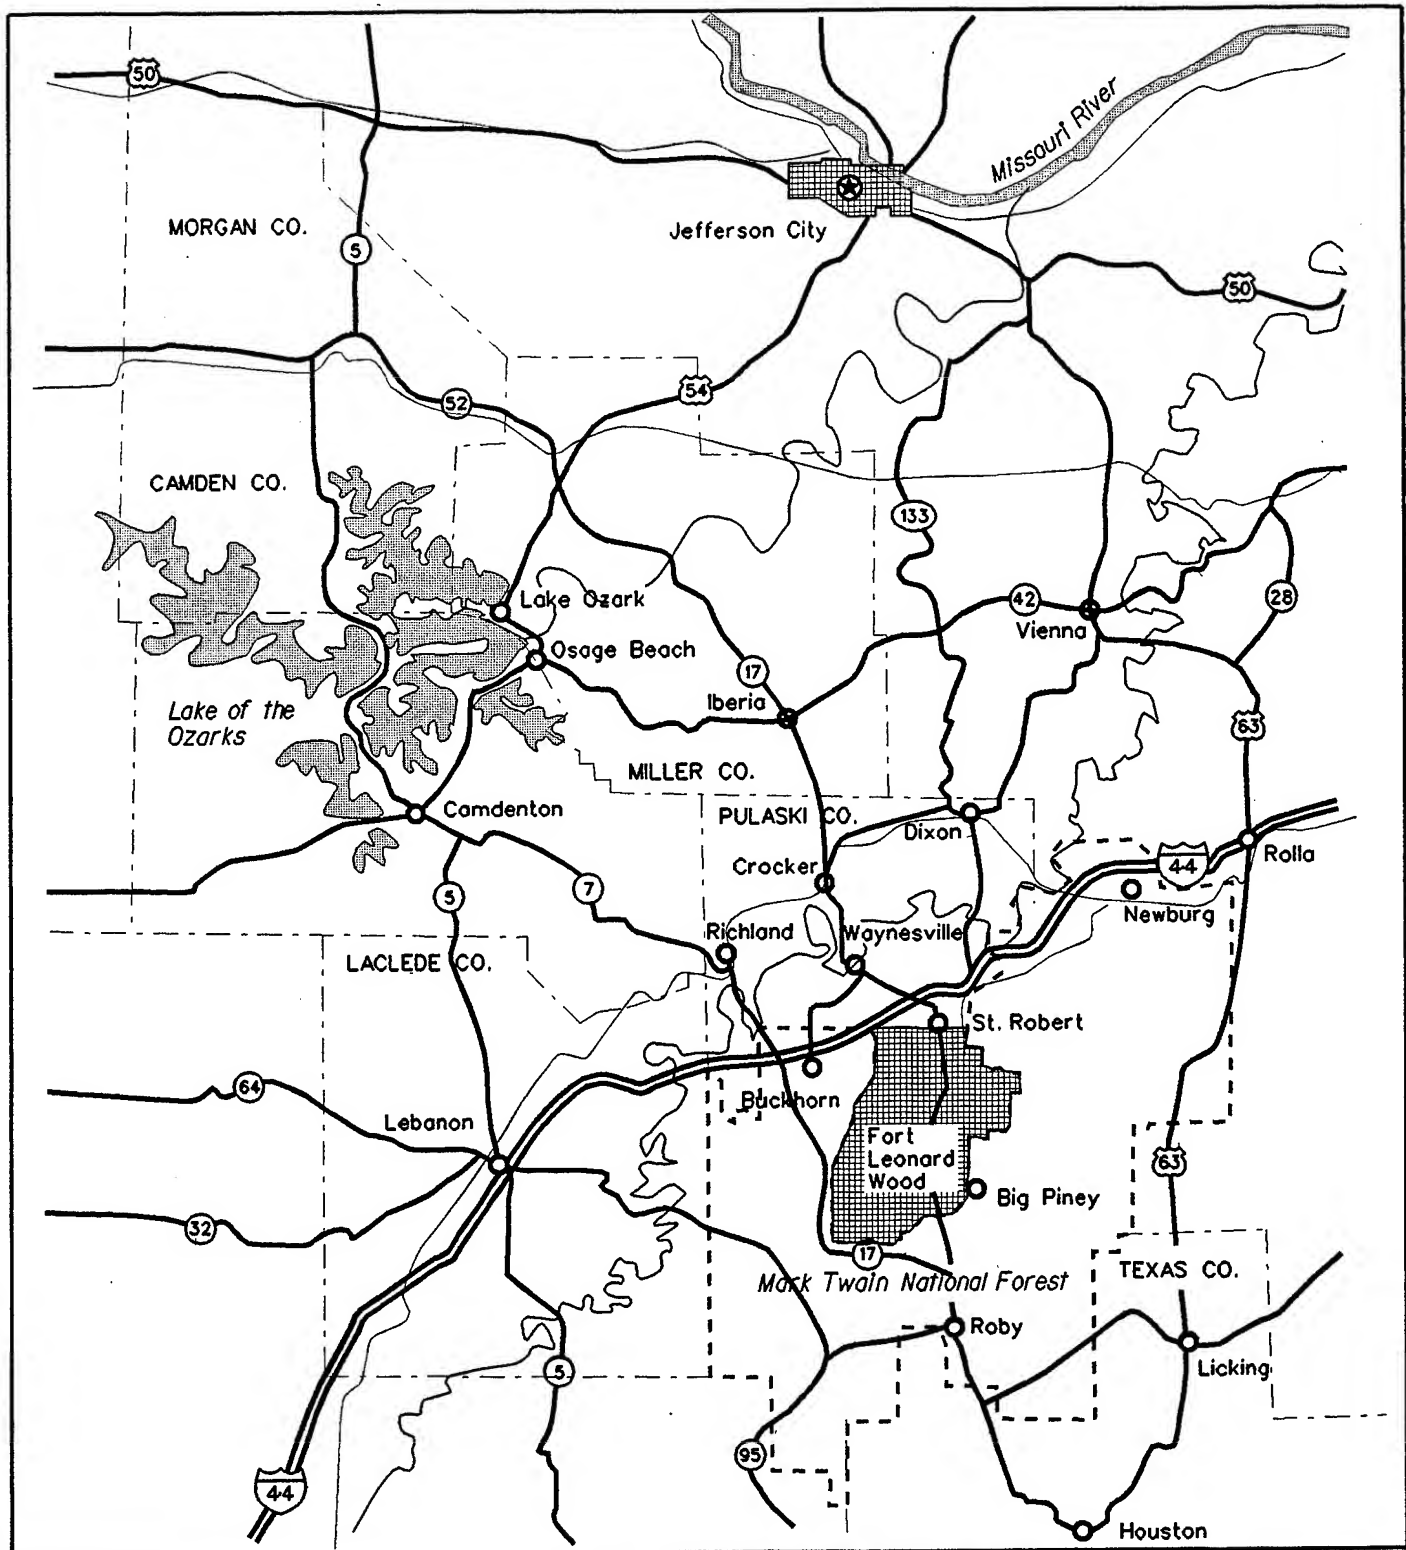 50
Missouri River
MORGAN CO.
5
Jefferson City
50
54
52
CAMDEN CO.
133
Lake Ozark
42
28
Vienna
Osage Beach
17
Iberia
Lake of the
Ozarks
63
MILLER CO.
Camdenton
PULASKI CO.
Dixon
44
Rolla
Crocker
5
7
Newburg
Richland
Waynesville
LACLEDE CO.
St. Robert
64
Buckhorn
Lebanon
Fort
Leonard
Wood
63
Big Piney
32
17
Mark Twain National Forest
TEXAS CO.
Roby
Licking
5
95
44
Houston